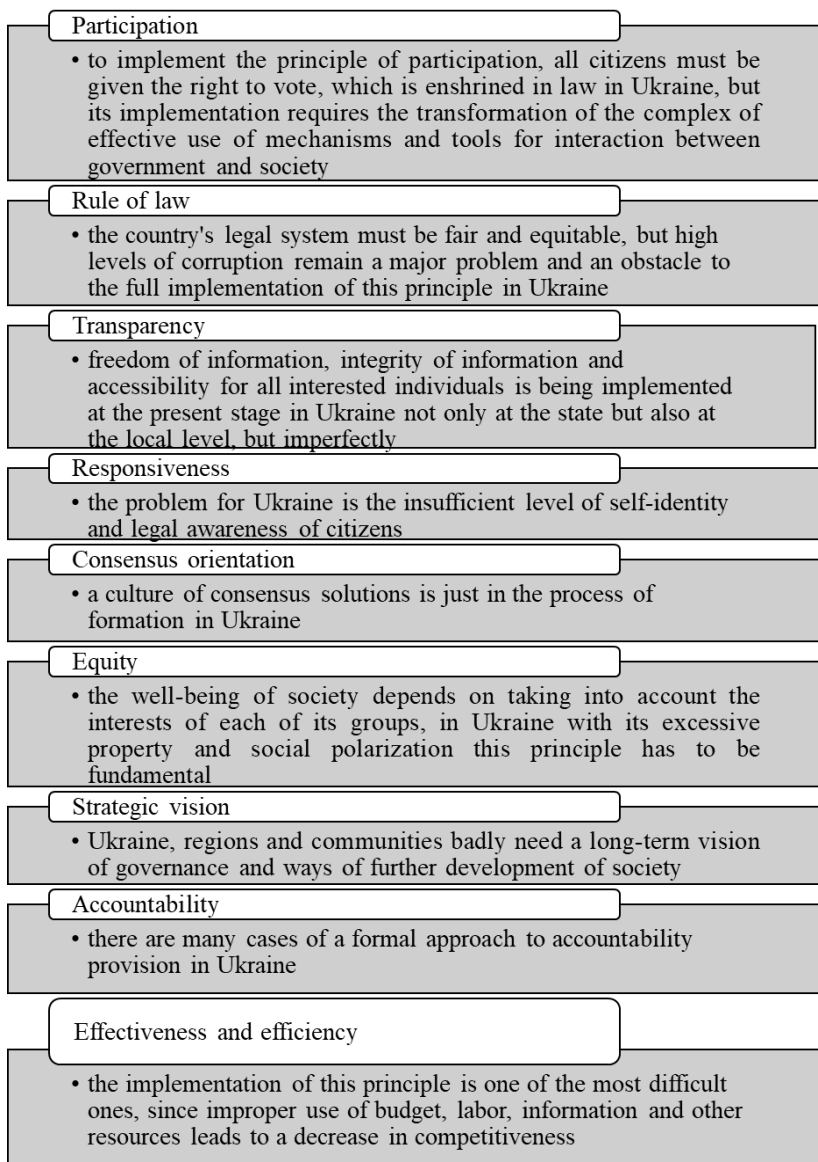 Participation
• to implement the principle of participation, all citizens must be
given the right to vote, which is enshrined in law in Ukraine, but
its implementation requires the transformation of the complex of
effective use of mechanisms and tools for interaction between
government and society
Rule of law
• the country's legal system must be fair and equitable, but high
levels of corruption remain a major problem and an obstacle to
the full implementation of this principle in Ukraine
Transparency
• freedom of information, integrity of information and
accessibility for all interested individuals is being implemented
at the present stage in Ukraine not only at the state but also at
the local level, but imperfectly
Responsiveness
• the problem for Ukraine is the insufficient level of self-identity
and legal awareness of citizens
Consensus orientation
• a culture of consensus solutions is just in the process of
formation in Ukraine
Equity
• the well-being of society depends on taking into account the
interests of each of its groups, in Ukraine with its excessive
property and social polarization this principle has to be
fundamental
Strategic vision
• Ukraine, regions and communities badly need a long-term vision
of governance and ways of further development of society
Accountability
• there are many cases of a formal approach to accountability
provision in Ukraine
Effectiveness and efficiency
• the implementation of this principle is one of the most difficult
ones, since improper use of budget, labor, information and other
resources leads to a decrease in competitiveness